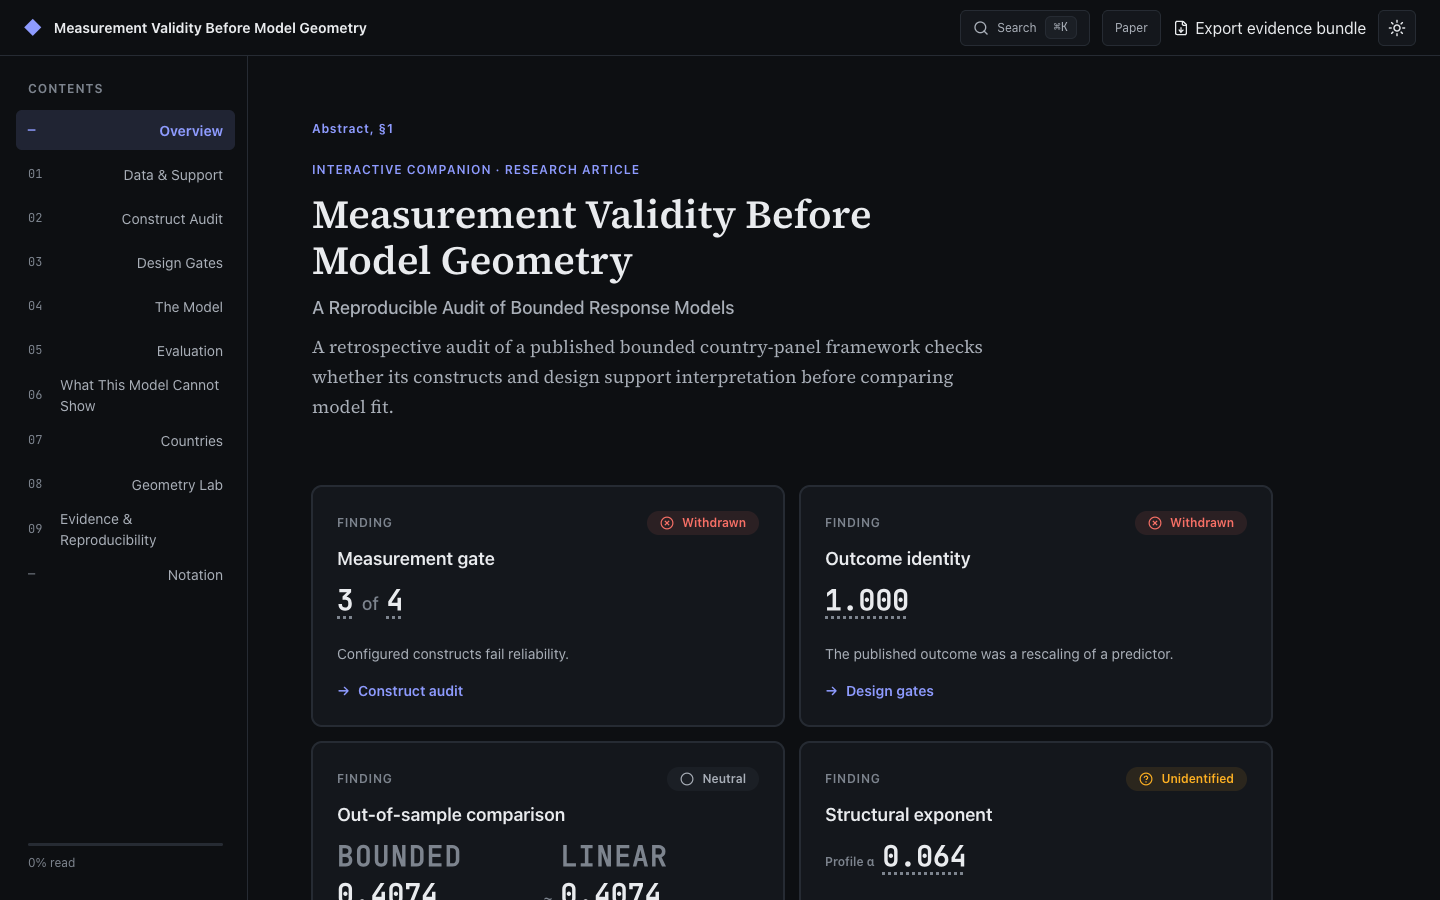 Measurement Validity Before Model Geometry
Search ⌘K
Paper
Export evidence bundle
CONTENTS
— Overview
01 Data & Support
02 Construct Audit
03 Design Gates
04 The Model
05 Evaluation
06 What This Model Cannot
Show
07 Countries
08 Geometry Lab
09 Evidence &
Reproducibility
— Notation
0% read
Abstract, §1
INTERACTIVE COMPANION · RESEARCH ARTICLE
Measurement Validity Before
Model Geometry
A Reproducible Audit of Bounded Response Models
A retrospective audit of a published bounded country-panel framework checks
whether its constructs and design support interpretation before comparing
model fit.
FINDING Withdrawn
Measurement gate
3 of 4
Configured constructs fail reliability.
→ Construct audit
FINDING Withdrawn
Outcome identity
1.000
The published outcome was a rescaling of a predictor.
→ Design gates
FINDING Neutral
Out-of-sample comparison
BOUNDED LINEAR
0.4074 ~ 0.4074
FINDING Unidentified
Structural exponent
Profile α 0.064